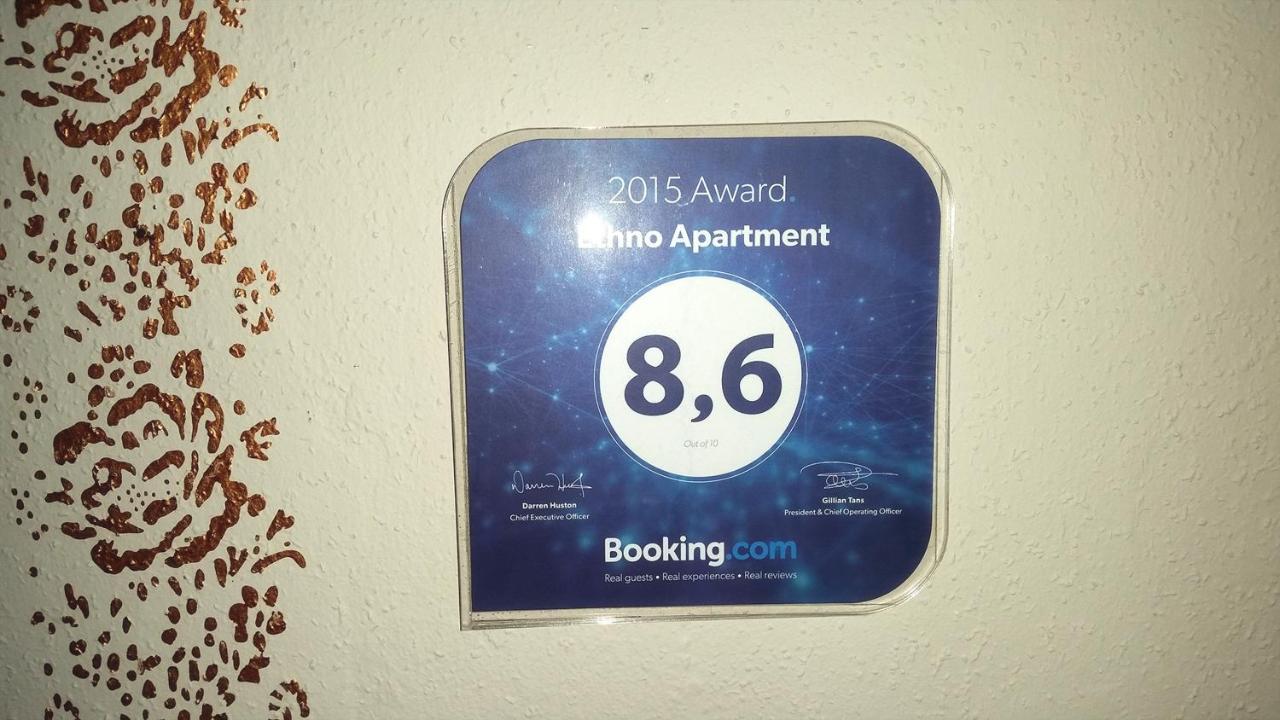 2015 Award.
Ethno Apartment
8,6
Out of 10
Darren Huston
Chief Executive Officer
Gillian Tans
President & Chief Operating Officer
Booking.com
Real guests • Real experiences • Real reviews